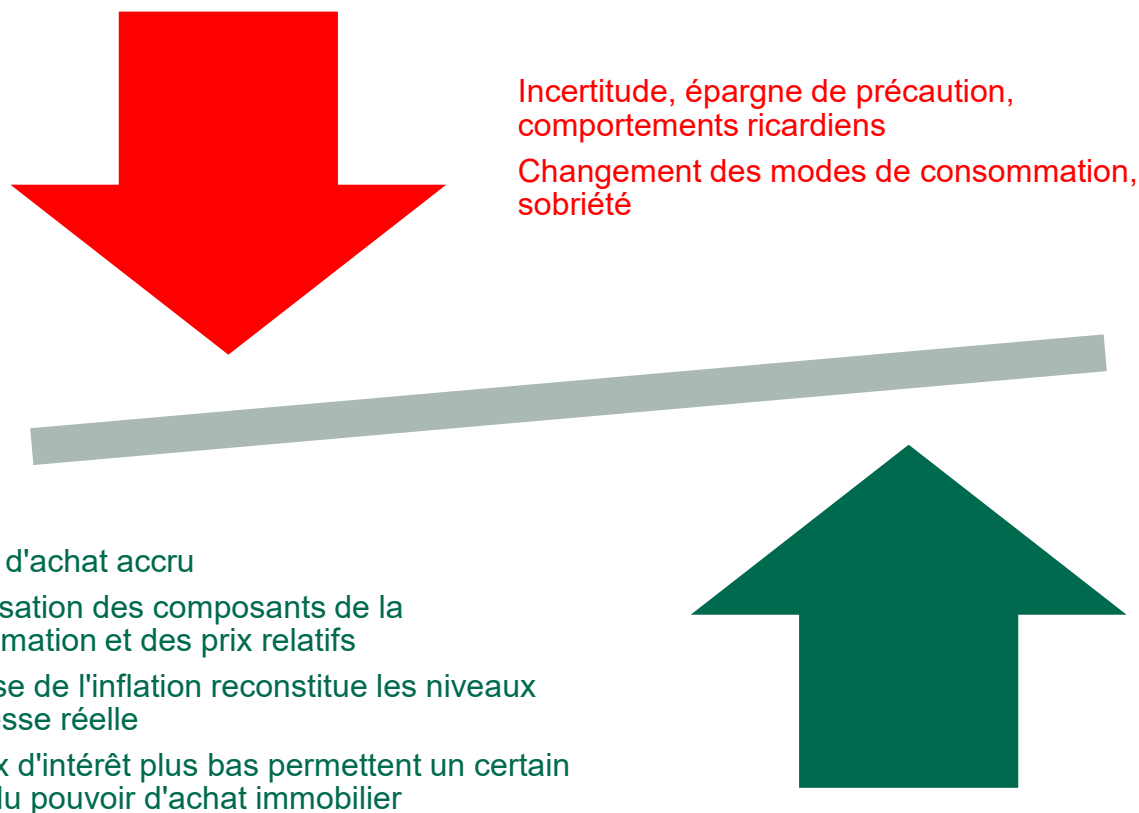 Incertitude, épargne de précaution,
comportements ricardiens
Changement des modes de consommation,
sobriété
d'achat accru
sation des composants de la
mation et des prix relatifs
se de l'inflation reconstitue les niveaux
esse réelle
x d'intérêt plus bas permettent un certain
du pouvoir d'achat immobilier